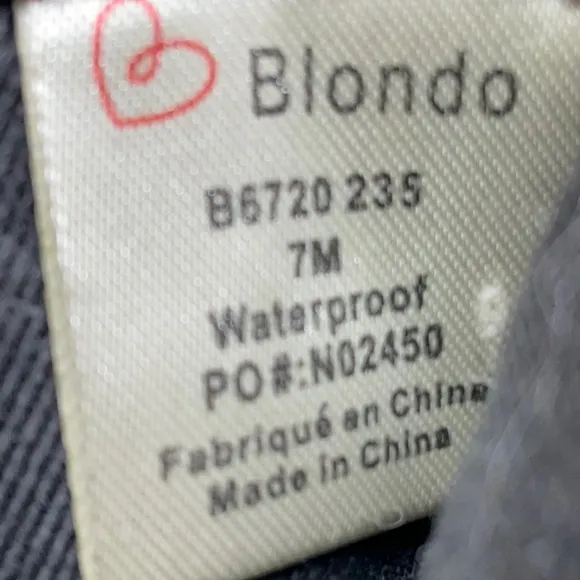 Blondo
B6720 235
7M
Waterproof
PO#:N02450
Fabriqué en Chine
Made in China